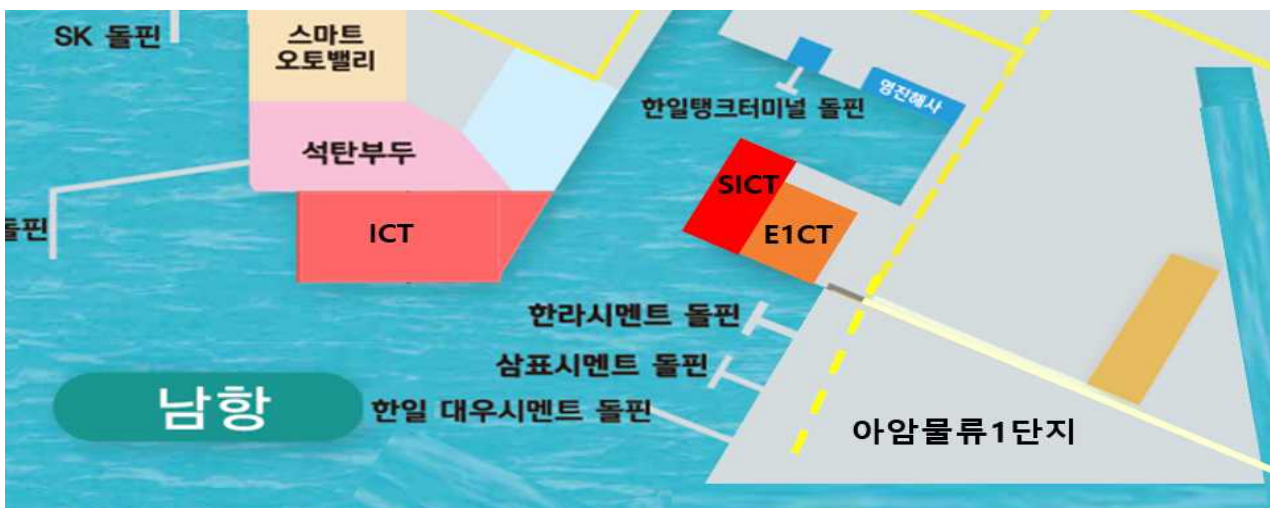 SK 돌핀
스마트
오토밸리
한일탱크터미널 돌핀
영진해사
석탄부두
SICT
돌핀
ICT
E1CT
한라시멘트 돌핀
삼표시멘트 돌핀
남항
한일 대우시멘트 돌핀
아암물류1단지